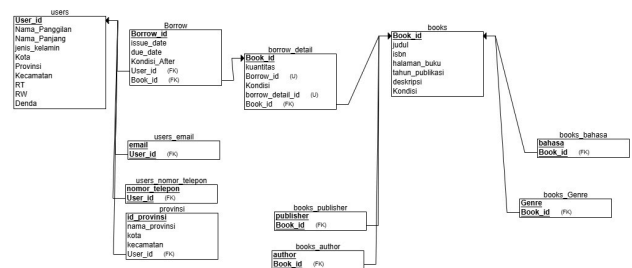 users
User_id
Nama_Panggilan
Nama_Panjang
jenis_kelamin
Kota
Provinsi
Kecamatan
RT
RW
Denda
Borrow
Borrow_id
issue_date
due_date
Kondisi_After
User_id (FK)
Book_id (FK)
borrow_detail
Book_id
kuantitas
Borrow_id (U)
Kondisi
borrow_detail_id (U)
Book_id (FK)
books
Book_id
judul
isbn
halaman_buku
tahun_publikasi
deskripsi
Kondisi
users_email
email
User_id (FK)
users_nomor_telepon
nomor_telepon
User_id (FK)
provinsi
id_provinsi
nama_provinsi
kota
kecamatan
User_id (FK)
books_bahasa
bahasa
Book_id (FK)
books_Genre
Genre
Book_id (FK)
books_publisher
publisher
Book_id (FK)
books_author
author
Book_id (FK)